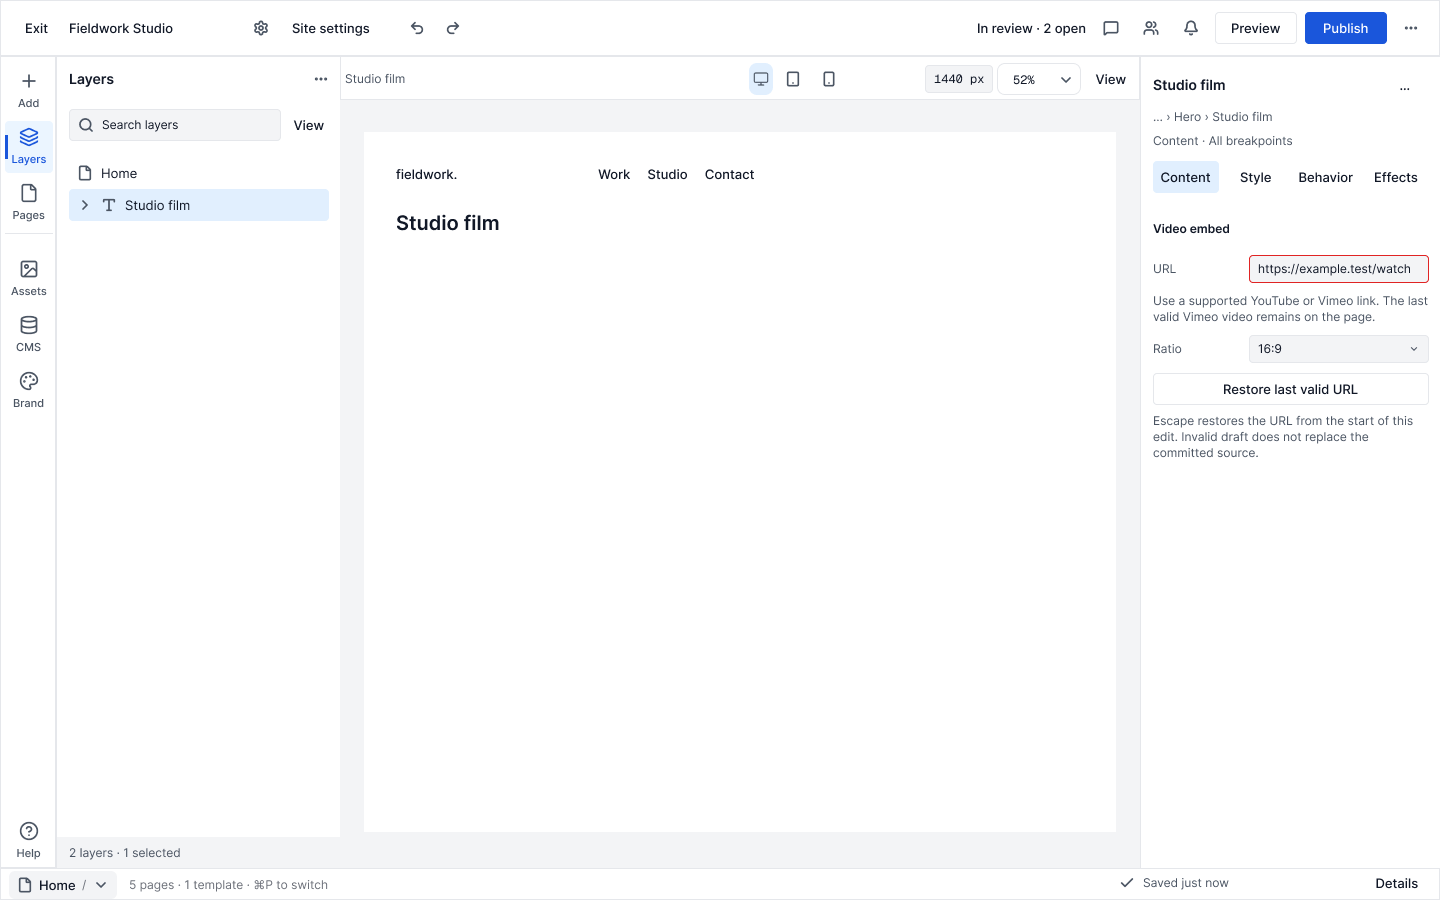 Exit
Fieldwork Studio
Site settings
In review · 2 open
Preview
Publish
Add
Layers
Pages
Assets
CMS
Brand
Help
Layers
Search layers
View
Home
Studio film
2 layers · 1 selected
Studio film
1440 px
52%
View
fieldwork.
Work
Studio
Contact
Studio film
Studio film
... › Hero › Studio film
Content · All breakpoints
Content
Style
Behavior
Effects
Video embed
URL
https://example.test/watch
Use a supported YouTube or Vimeo link. The last
valid Vimeo video remains on the page.
Ratio
16:9
Restore last valid URL
Escape restores the URL from the start of this
edit. Invalid draft does not replace the
committed source.
Home /
5 pages · 1 template · ⌘P to switch
Saved just now
Details